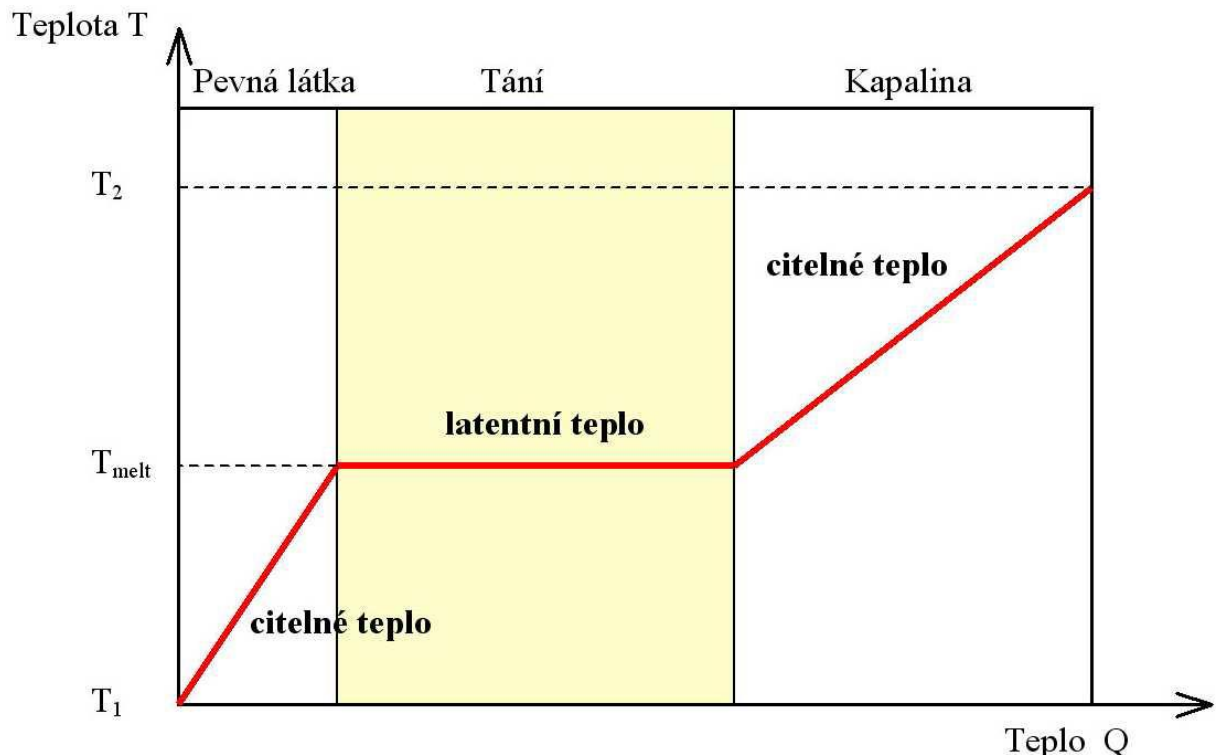 Teplota T
Pevná látka Tání Kapalina
T2
citelné teplo
latentní teplo
Tmelt
citelné teplo
T1
Teplo Q